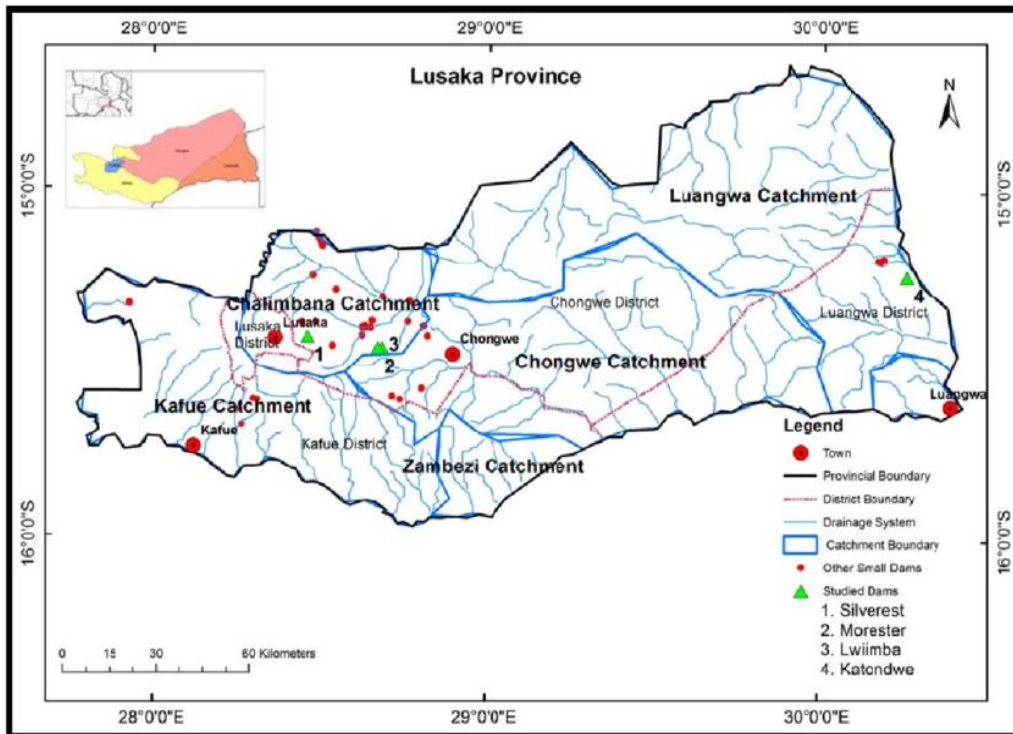 28°0'0"E 29°0'0"E 30°0'0"E
Lusaka Province
N
15°0'0"S
15°0'0"S
Luangwa Catchment
Chalimbana Catchment
Chongwe District
4
Luangwa District
Lusaka
District
Lusaka
1
3
2
Chongwe
Chongwe Catchment
Kafue Catchment
Kafue
Kafue District
Zambezi Catchment
Luangwa
Legend
Town
Provincial Boundary
District Boundary
Drainage System
Catchment Boundary
Other Small Dams
Studied Dams
1. Silverest
2. Morester
3. Lwiimba
4. Katondwe
16°0'0"S
16°0'0"S
0 15 30 60 Kilometers
28°0'0"E 29°0'0"E 30°0'0"E